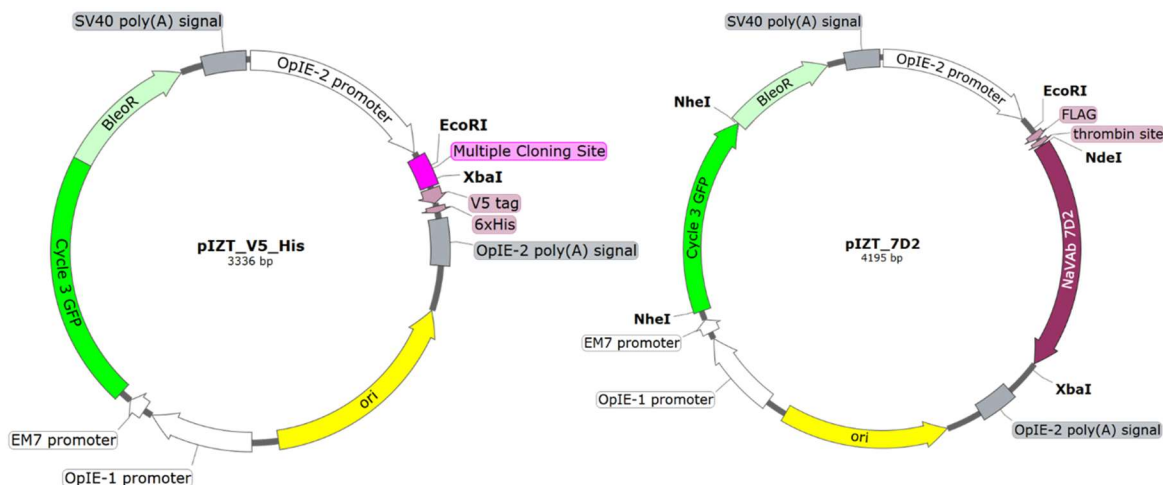 SV40 poly(A) signal
OpIE-2 promoter
BleoR
EcoRI
Multiple Cloning Site
XbaI
V5 tag
6xHis
OpIE-2 poly(A) signal
pIZT_V5_His
3336 bp
Cycle 3 GFP
ori
EM7 promoter
OpIE-1 promoter
SV40 poly(A) signal
OpIE-2 promoter
BleoR
NheI
EcoRI
FLAG
thrombin site
NdeI
Cycle 3 GFP
pIZT_7D2
4195 bp
NaVAb 7D2
NheI
EM7 promoter
XbaI
OpIE-1 promoter
ori
OpIE-2 poly(A) signal